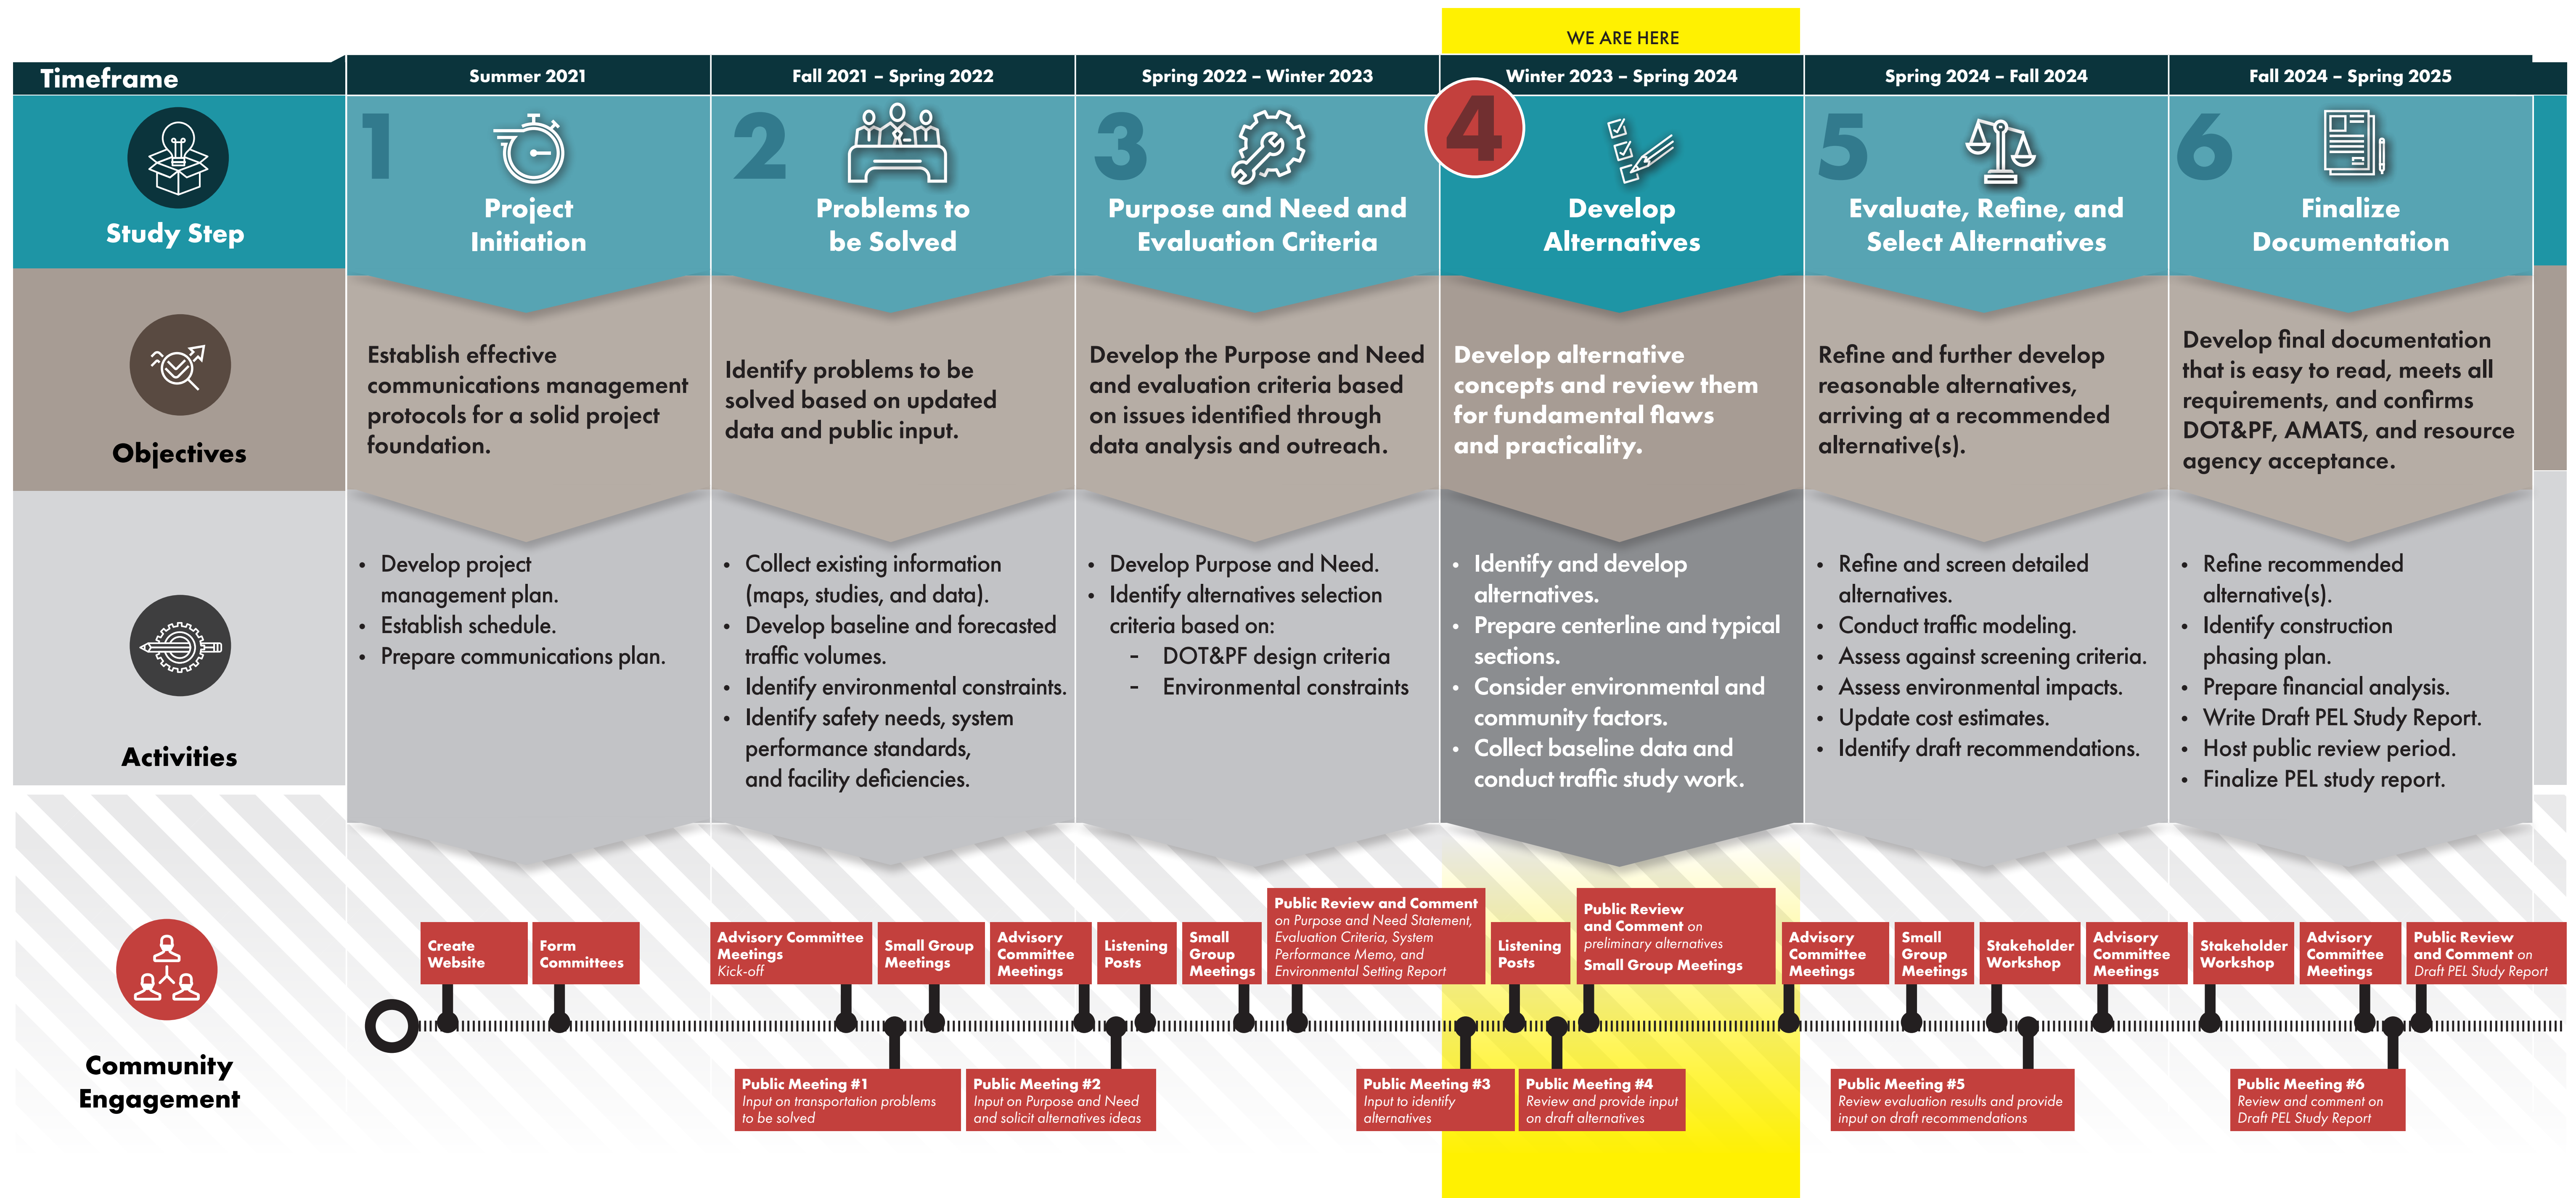 WE ARE HERE
Timeframe
Summer 2021
Fall 2021 – Spring 2022
Spring 2022 – Winter 2023
Winter 2023 – Spring 2024
Spring 2024 – Fall 2024
Fall 2024 – Spring 2025
Study Step
1
Project
Initiation
2
Problems to
be Solved
3
Purpose and Need and
Evaluation Criteria
4
Develop
Alternatives
5
Evaluate, Refine, and
Select Alternatives
6
Finalize
Documentation
Objectives
Establish effective
communications management
protocols for a solid project
foundation.
Identify problems to be
solved based on updated
data and public input.
Develop the Purpose and Need
and evaluation criteria based
on issues identified through
data analysis and outreach.
Develop alternative
concepts and review them
for fundamental flaws
and practicality.
Refine and further develop
reasonable alternatives,
arriving at a recommended
alternative(s).
Develop final documentation
that is easy to read, meets all
requirements, and confirms
DOT&PF, AMATS, and resource
agency acceptance.
Activities
• Develop project
management plan.
• Establish schedule.
• Prepare communications plan.
• Collect existing information
(maps, studies, and data).
• Develop baseline and forecasted
traffic volumes.
• Identify environmental constraints.
• Identify safety needs, system
performance standards,
and facility deficiencies.
• Develop Purpose and Need.
• Identify alternatives selection
criteria based on:
- DOT&PF design criteria
- Environmental constraints
• Identify and develop
alternatives.
• Prepare centerline and typical
sections.
• Consider environmental and
community factors.
• Collect baseline data and
conduct traffic study work.
• Refine and screen detailed
alternatives.
• Conduct traffic modeling.
• Assess against screening criteria.
• Assess environmental impacts.
• Update cost estimates.
• Identify draft recommendations.
• Refine recommended
alternative(s).
• Identify construction
phasing plan.
• Prepare financial analysis.
• Write Draft PEL Study Report.
• Host public review period.
• Finalize PEL study report.
Community
Engagement
Create
Website
Form
Committees
Advisory Committee
Meetings
Kick-off
Small Group
Meetings
Advisory
Committee
Meetings
Listening
Posts
Small
Group
Meetings
Public Review and Comment
on Purpose and Need Statement,
Evaluation Criteria, System
Performance Memo, and
Environmental Setting Report
Listening
Posts
Public Review
and Comment on
preliminary alternatives
Small Group Meetings
Advisory
Committee
Meetings
Small
Group
Meetings
Stakeholder
Workshop
Advisory
Committee
Meetings
Stakeholder
Workshop
Advisory
Committee
Meetings
Public Review
and Comment on
Draft PEL Study Report
Public Meeting #1
Input on transportation problems
to be solved
Public Meeting #2
Input on Purpose and Need
and solicit alternatives ideas
Public Meeting #3
Input to identify
alternatives
Public Meeting #4
Review and provide input
on draft alternatives
Public Meeting #5
Review evaluation results and provide
input on draft recommendations
Public Meeting #6
Review and comment on
Draft PEL Study Report